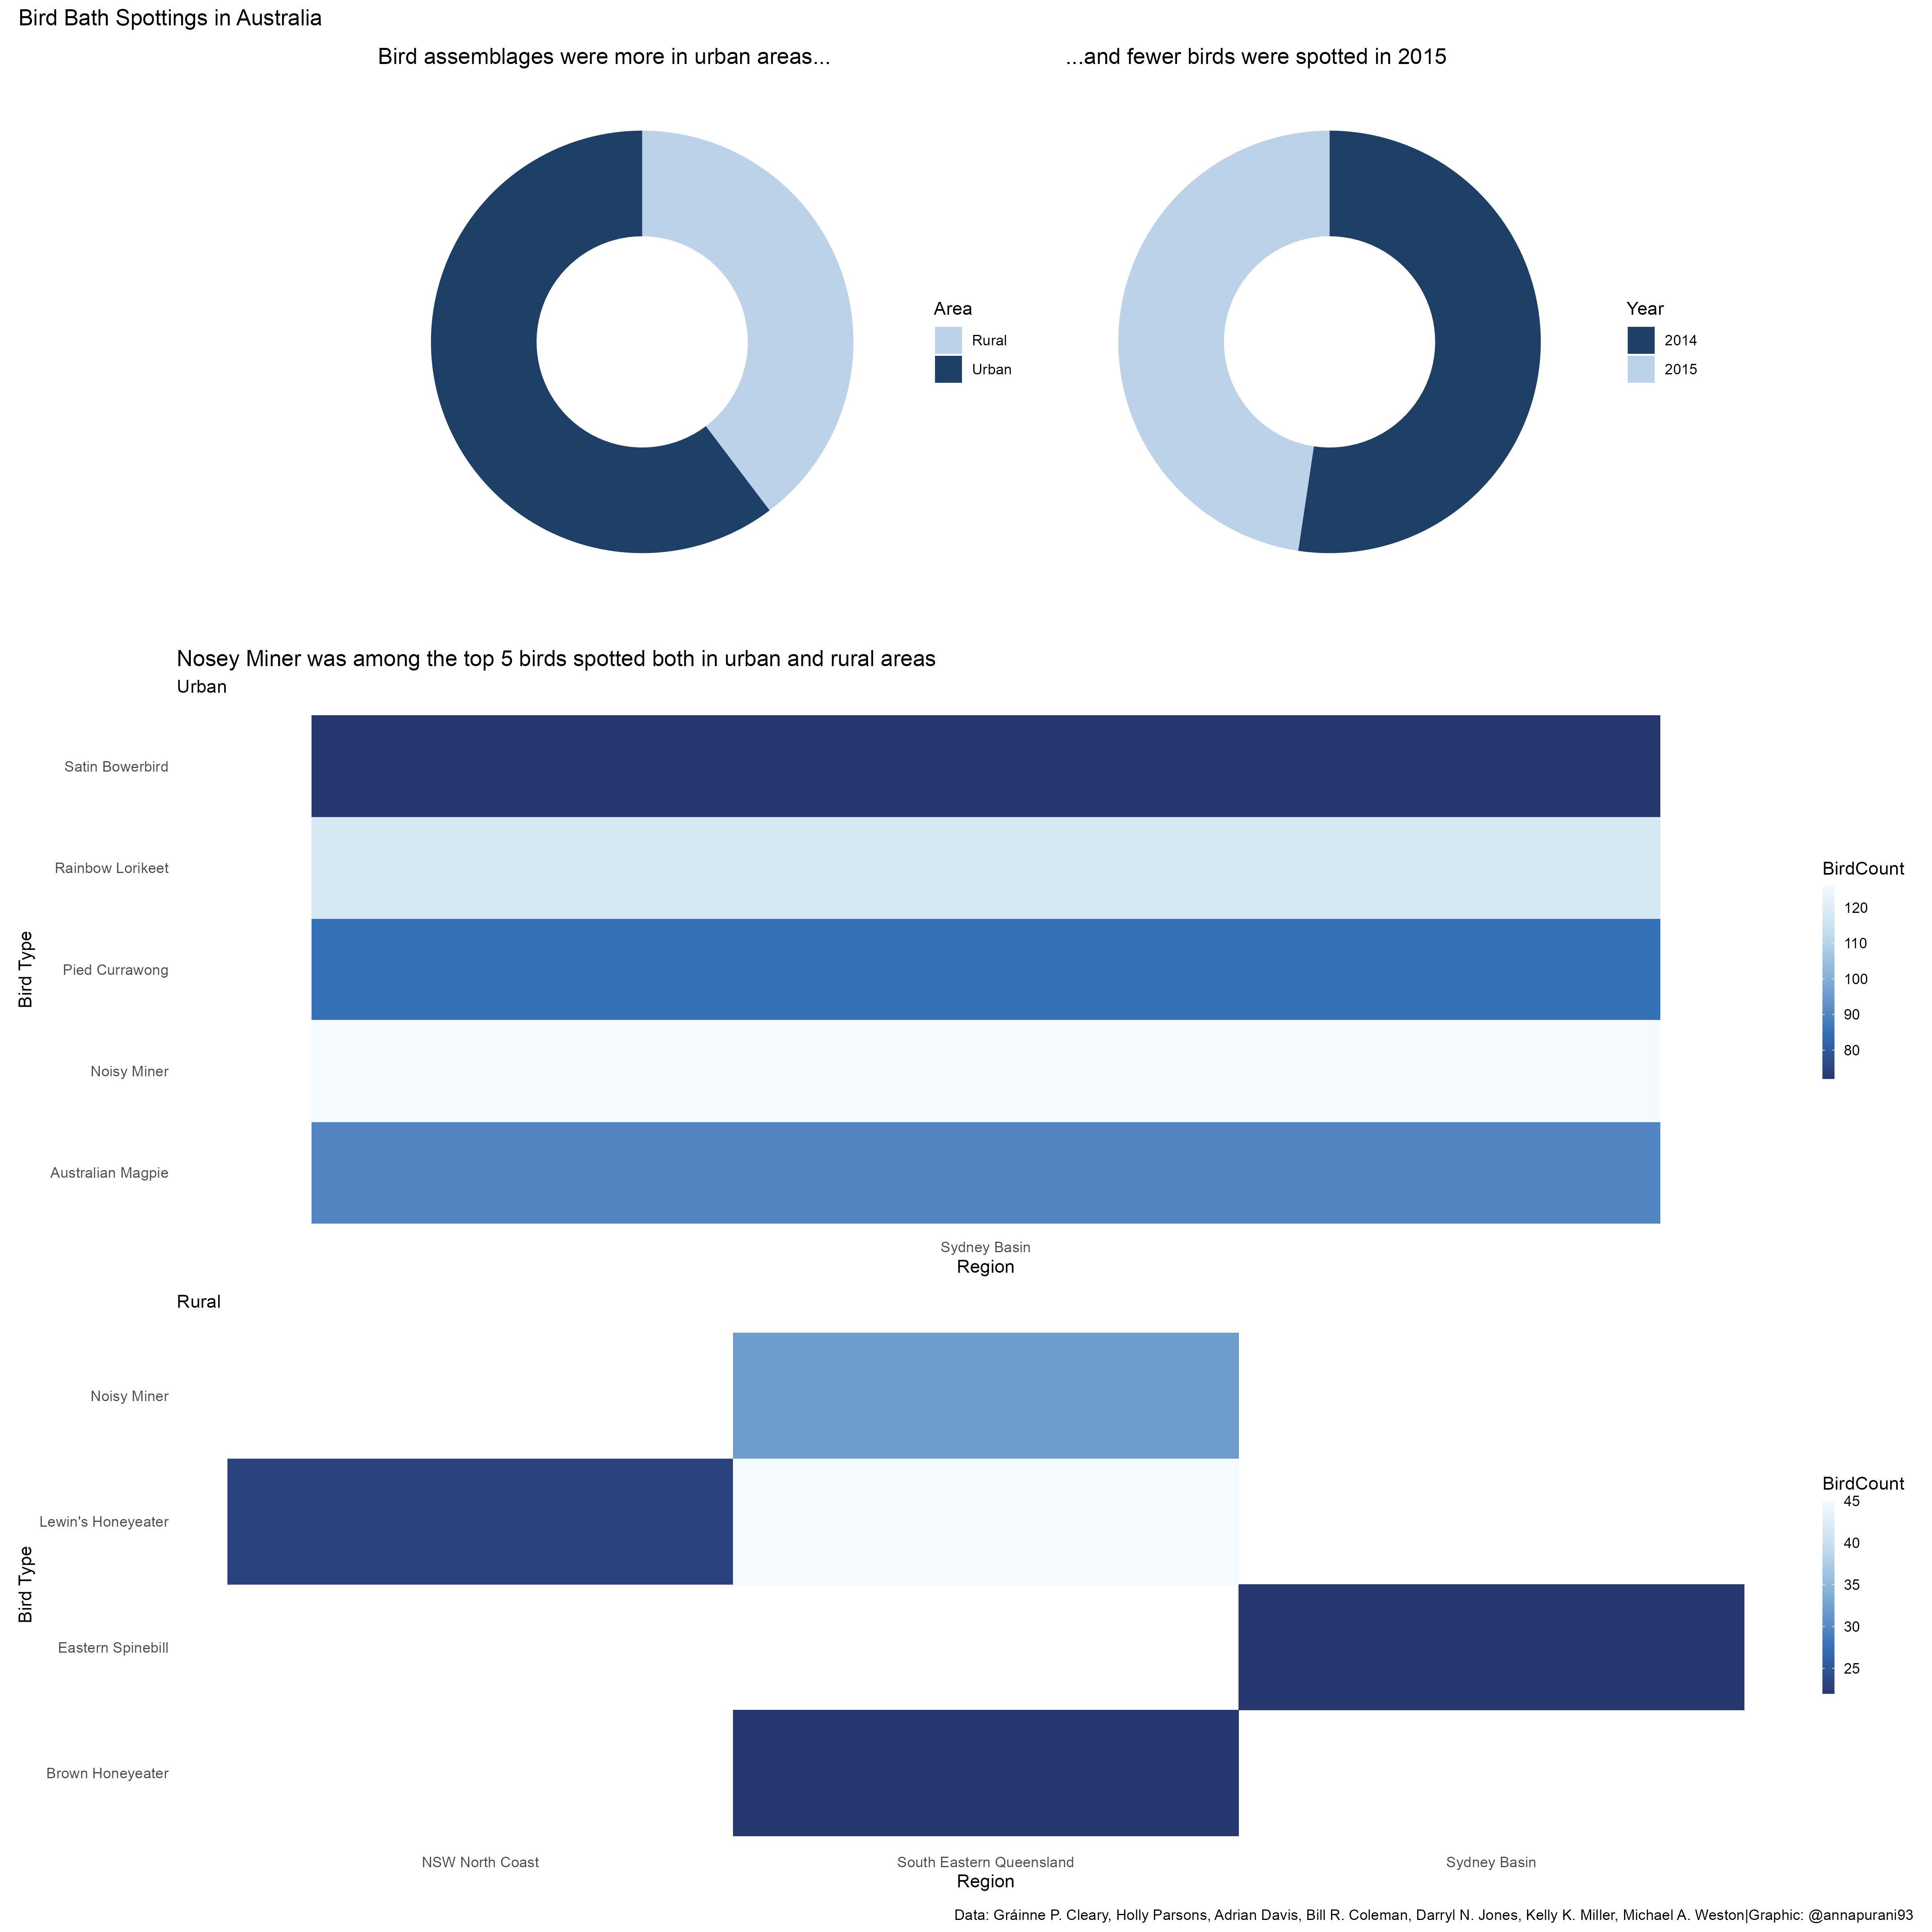 Bird Bath Spottings in Australia
Bird assemblages were more in urban areas...
...and fewer birds were spotted in 2015
Area
Rural
Urban
Year
2014
2015
Nosey Miner was among the top 5 birds spotted both in urban and rural areas
Urban
Bird Type
Satin Bowerbird
Rainbow Lorikeet
Pied Currawong
Noisy Miner
Australian Magpie
Sydney Basin
Region
BirdCount
120
110
100
90
80
Rural
Bird Type
Noisy Miner
Lewin's Honeyeater
Eastern Spinebill
Brown Honeyeater
NSW North Coast
South Eastern Queensland
Sydney Basin
Region
BirdCount
45
40
35
30
25
Data: Gráinne P. Cleary, Holly Parsons, Adrian Davis, Bill R. Coleman, Darryl N. Jones, Kelly K. Miller, Michael A. Weston|Graphic: @annapurani93